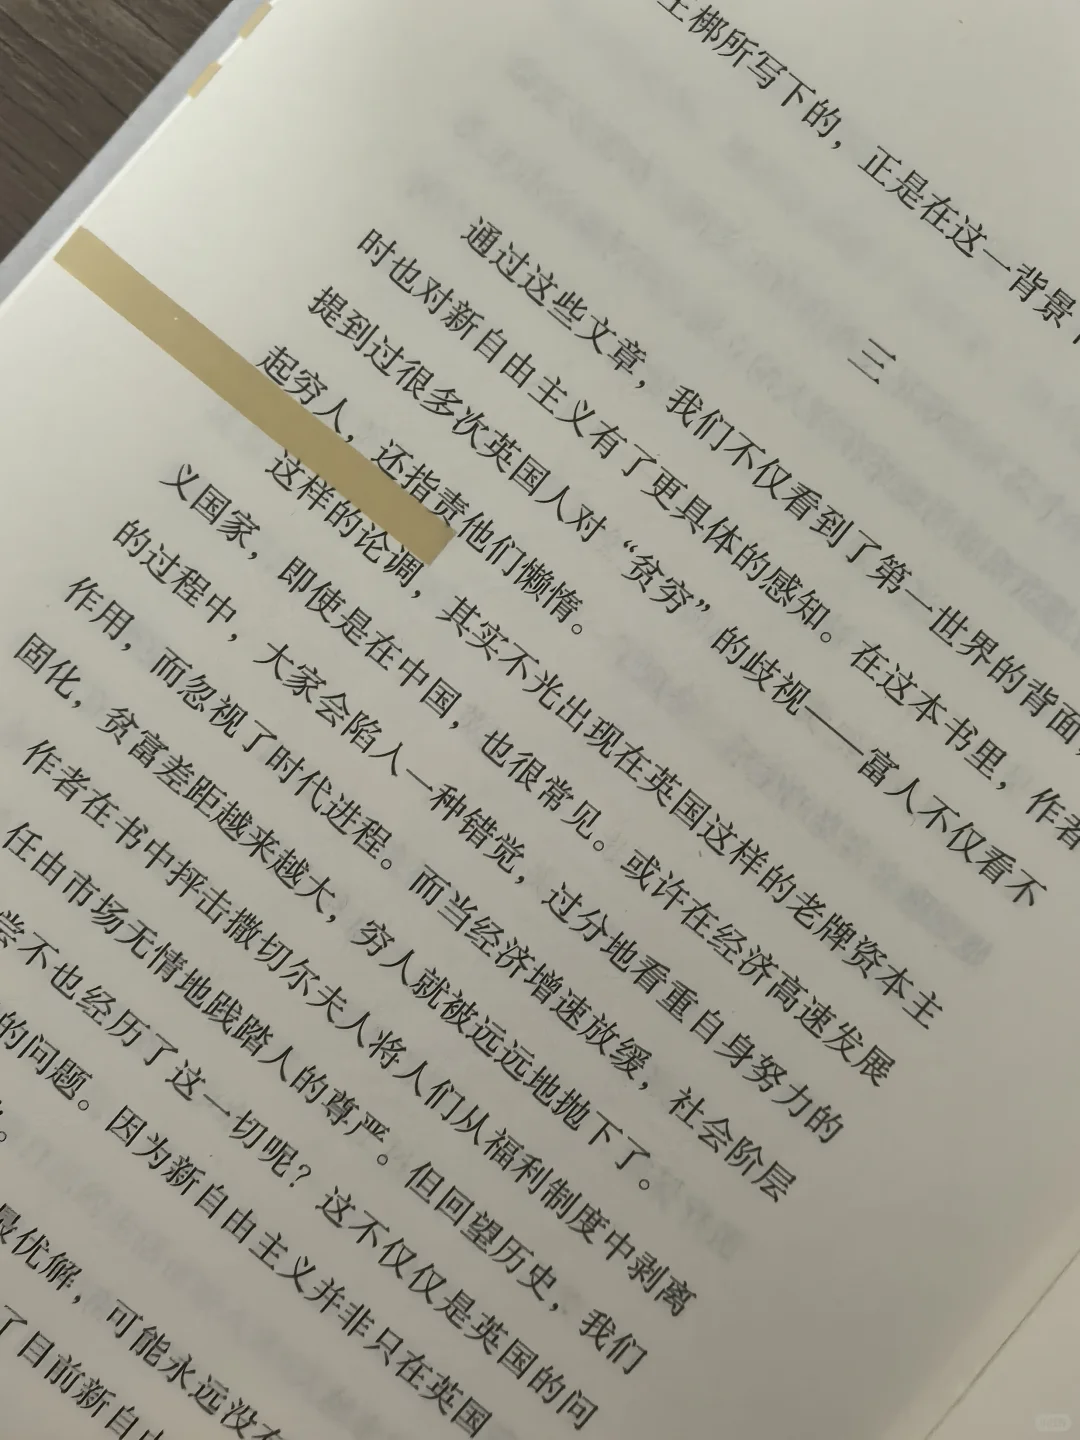 梆所写下的，正是在这一背景
三
通过这些文章，我们不仅看到了第一世界的背面，
时也对新自由主义有了更具体的感知。在这本书里，作者
提到过很多次英国人对“贫穷”的歧视——富人不仅看不
起穷人，还指责他们懒惰。
这样的论调，其实不光出现在英国这样的老牌资本主
义国家，即使是在中国，也很常见。或许在经济高速发展
的过程中，大家会陷入一种错觉，过分地看重自身努力的
作用，而忽视了时代进程。而当经济增速放缓，社会阶层
固化，贫富差距越来越大，穷人就被远远地抛下了。
作者在书中抨击撒切尔夫人将人们从福利制度中剥离
任由市场无情地践踏人的尊严。但回望历史，我们
尝不也经历了这一切呢？这不仅仅是英国的问
的问题。因为新自由主义并非只在英国
最优解，可能永远没有
了目前新自由